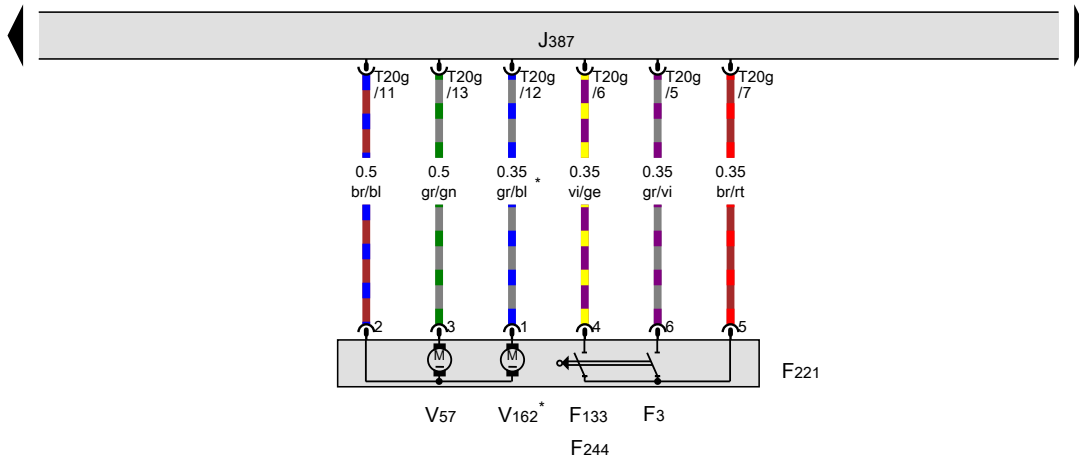 J387
T20g T20g T20g T20g T20g T20g
/11 /13 /12 /6 /5 /7
0.5 0.5 0.35 0.35 0.35 0.35
br/bl gr/gn gr/bl * vi/ge gr/vi br/rt
2 3 1 4 6 5
M M
F221
V57 V162* F133 F3
F244